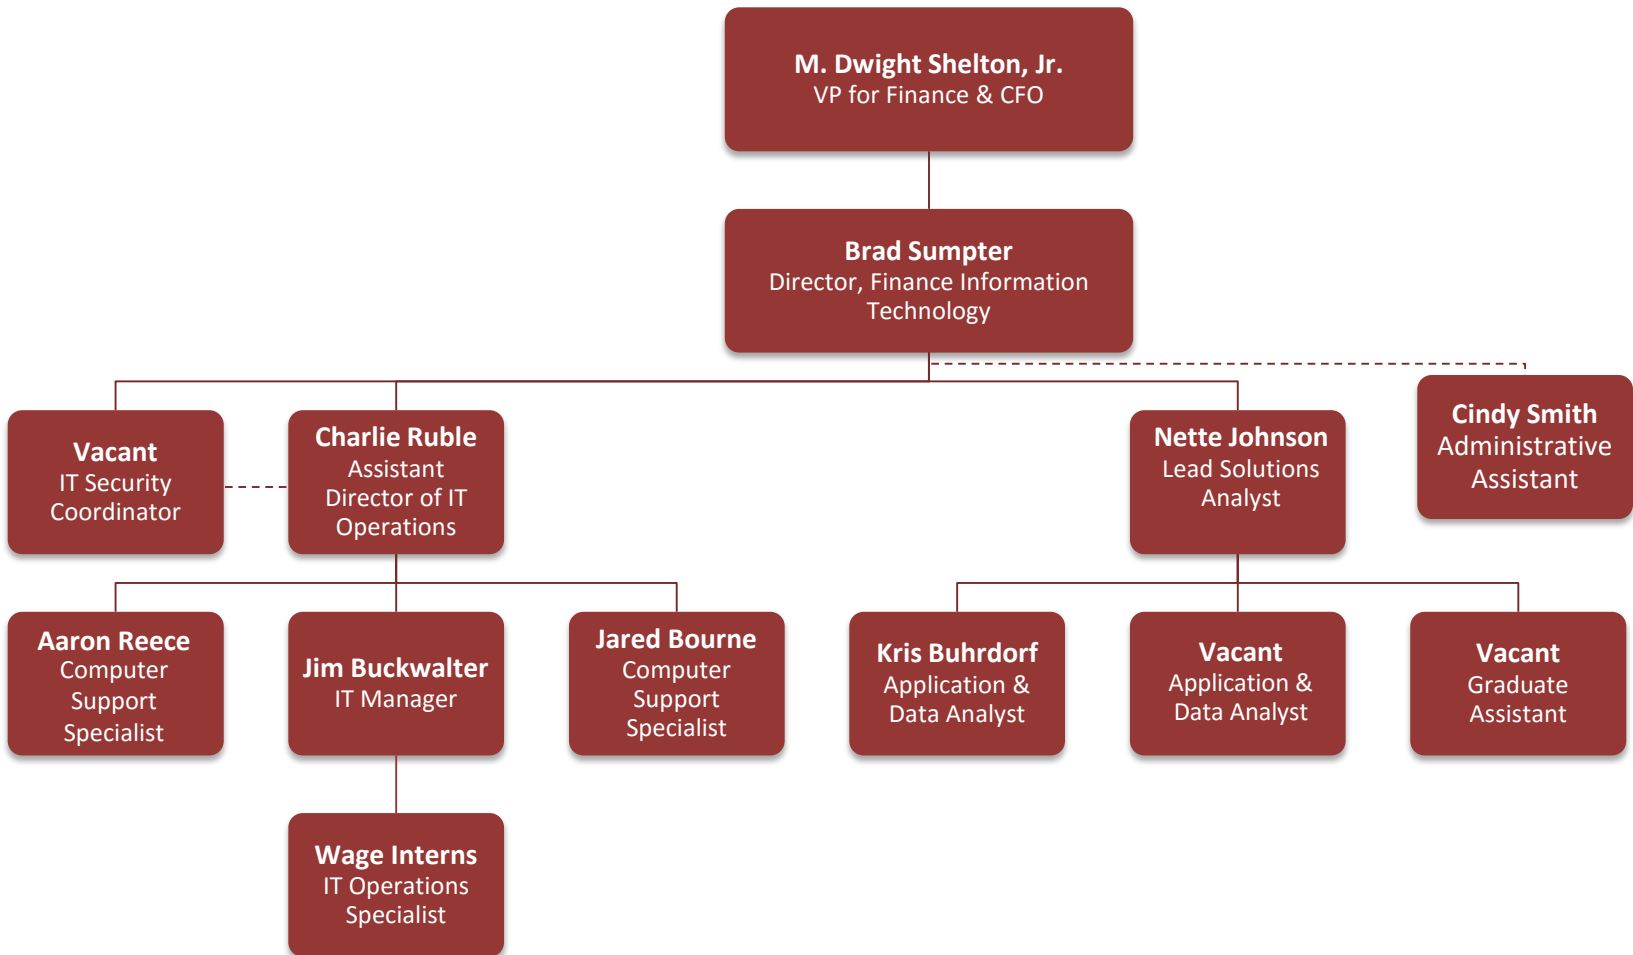 M. Dwight Shelton, Jr.
VP for Finance & CFO
Brad Sumpter
Director, Finance Information
Technology
Vacant
IT Security
Coordinator
Charlie Ruble
Assistant
Director of IT
Operations
Nette Johnson
Lead Solutions
Analyst
Cindy Smith
Administrative
Assistant
Aaron Reece
Computer
Support
Specialist
Jim Buckwalter
IT Manager
Jared Bourne
Computer
Support
Specialist
Kris Buhrdorf
Application &
Data Analyst
Vacant
Application &
Data Analyst
Vacant
Graduate
Assistant
Wage Interns
IT Operations
Specialist